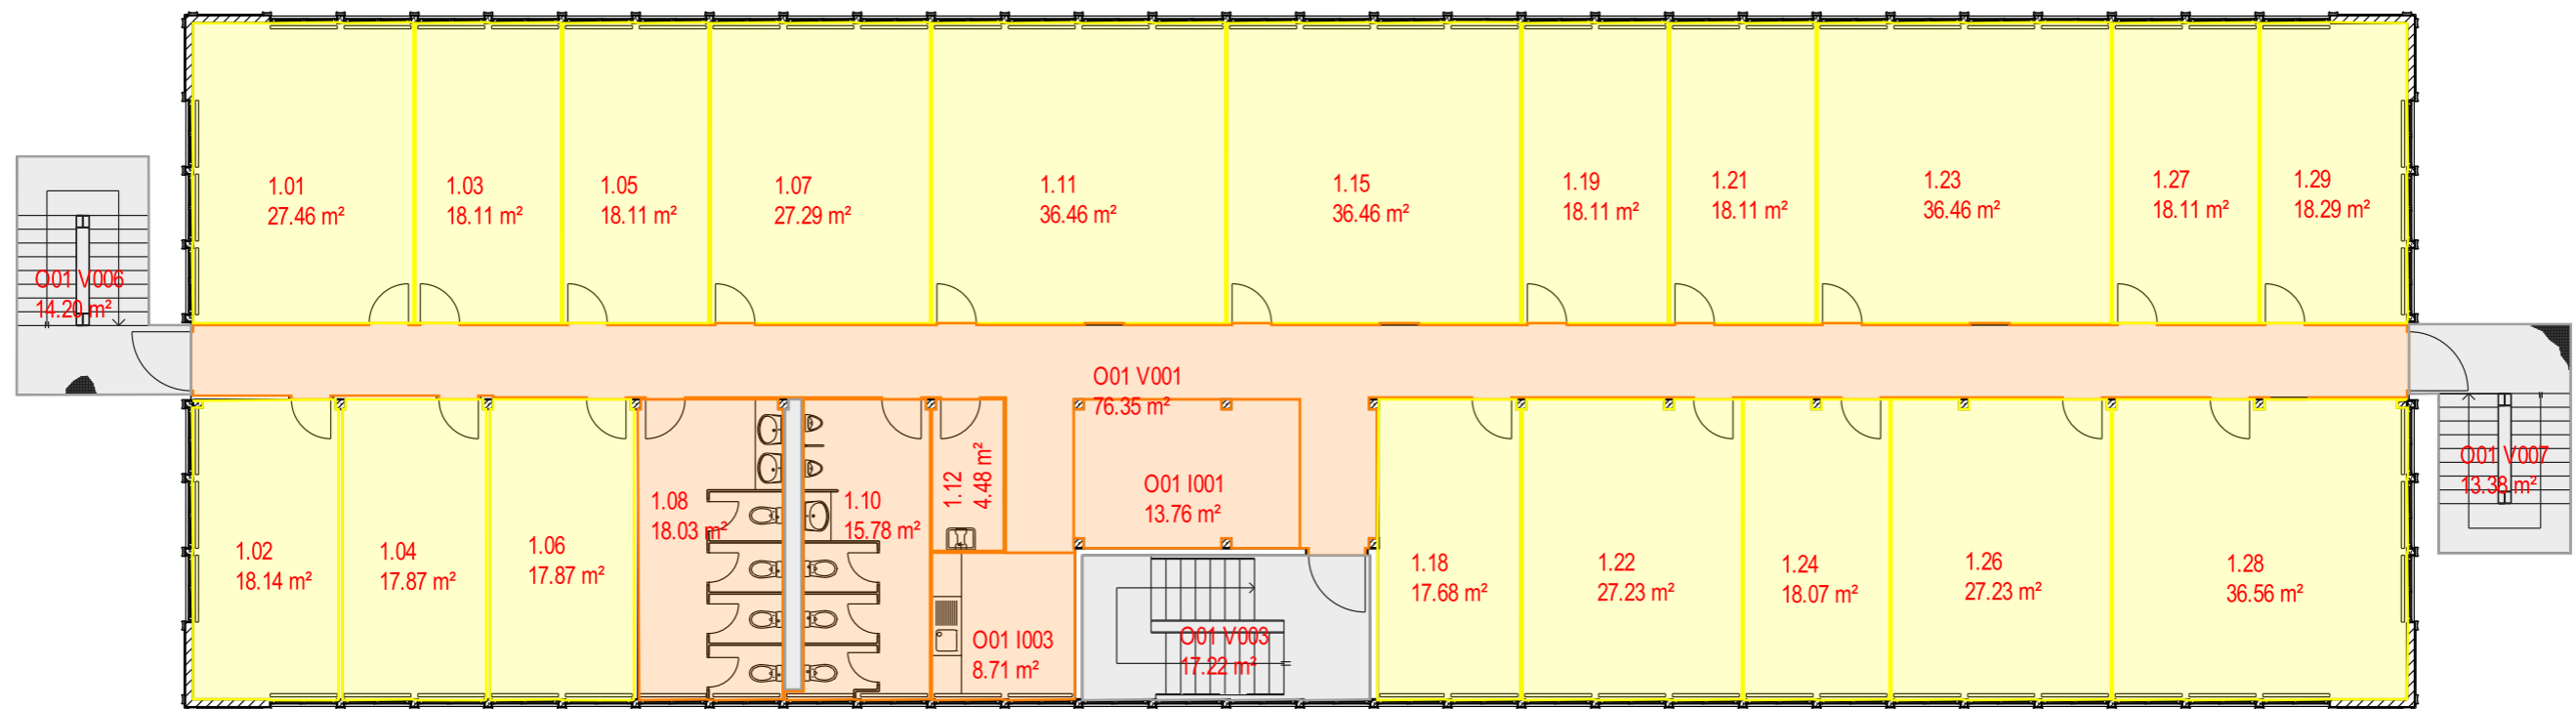 1.01
27.46 m²
1.03
18.11 m²
1.05
18.11 m²
1.07
27.29 m²
1.11
36.46 m²
1.15
36.46 m²
1.19
18.11 m²
1.21
18.11 m²
1.23
36.46 m²
1.27
18.11 m²
1.29
18.29 m²
O01 V006
14.20 m²
O01 V001
76.35 m²
O01 V007
13.38 m²
1.02
18.14 m²
1.04
17.87 m²
1.06
17.87 m²
1.08
18.03 m²
1.10
15.78 m²
1.12
4.48 m²
O01 I001
13.76 m²
O01 I003
8.71 m²
O01 V003
17.22 m²
1.18
17.68 m²
1.22
27.23 m²
1.24
18.07 m²
1.26
27.23 m²
1.28
36.56 m²